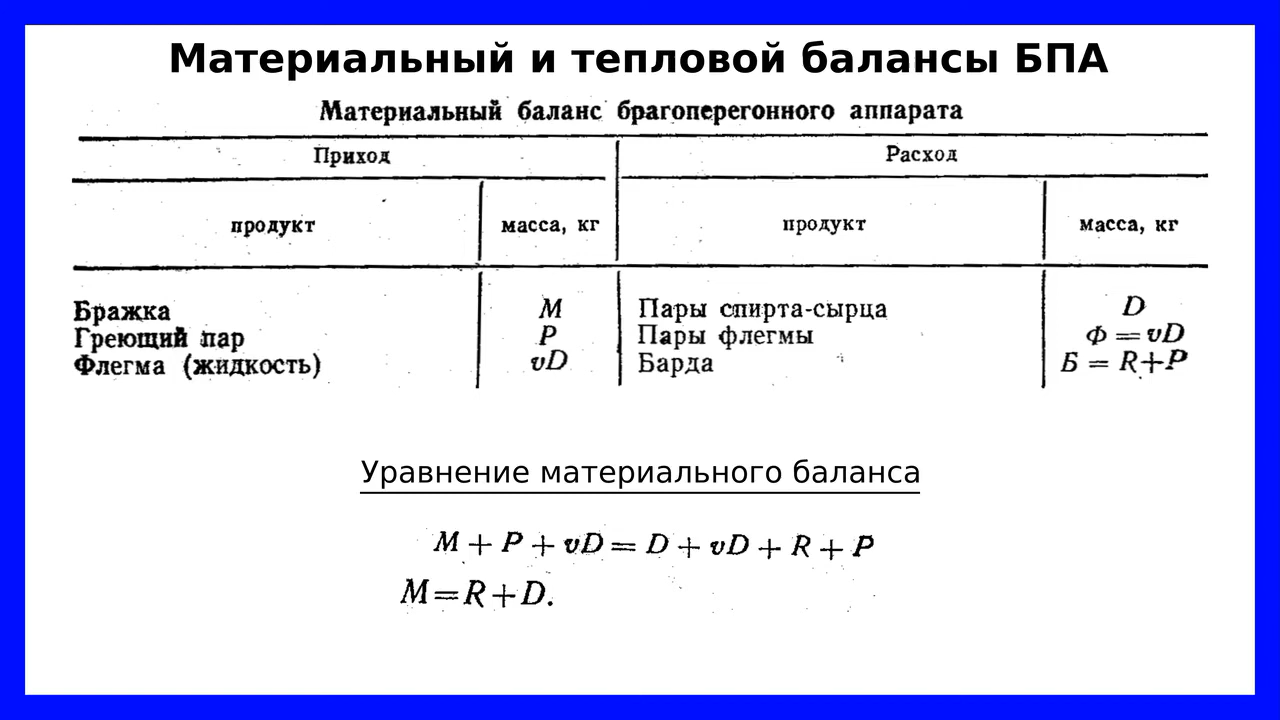 Материальный и тепловой балансы БПА
Материальный баланс брагоперегонного аппарата
Приход Расход
продукт масса, кг продукт масса, кг
Бражка M Пары спирта-сырца D
Греющий пар P Пары флегмы Ф = vD
Флегма (жидкость) vD Барда Б = R+P
Уравнение материального баланса
M + P + vD = D + vD + R + P
M=R+D.